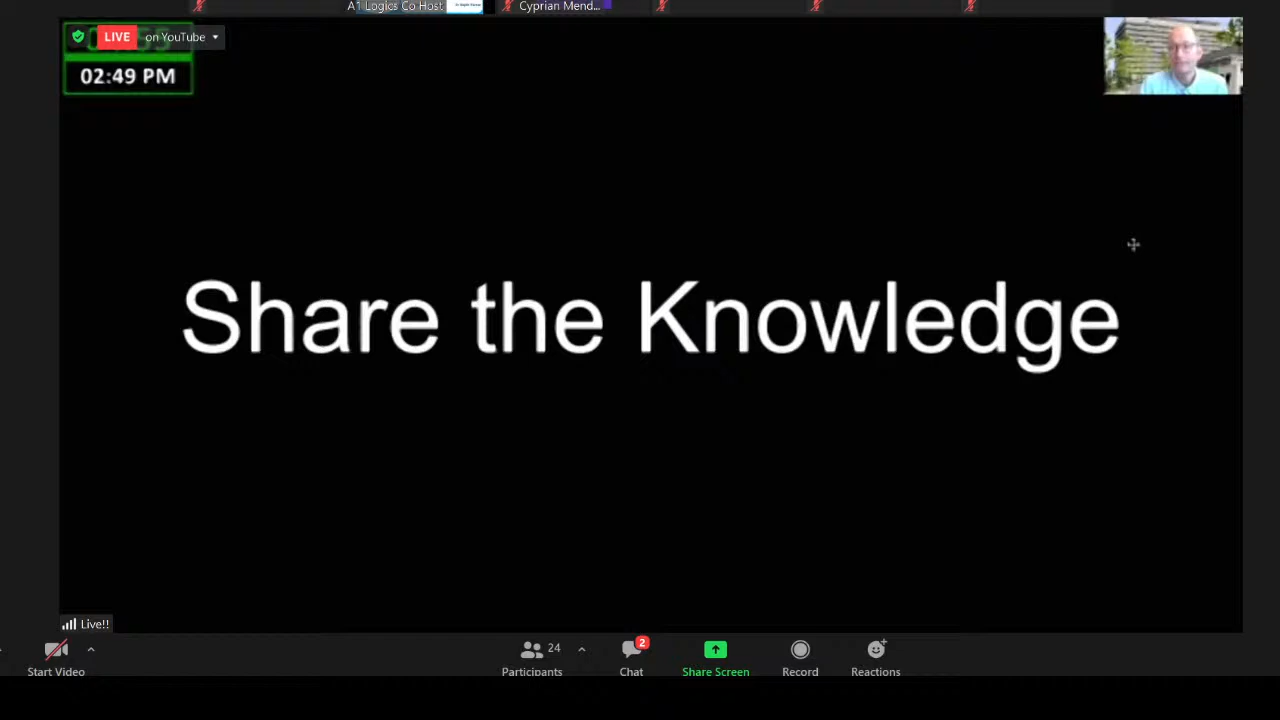 A1 Logics Co Host
Cyprian Mend...
LIVE on YouTube
02:49 PM
Share the Knowledge
Live!!
24
2
Start Video
Participants
Chat
Share Screen
Record
Reactions